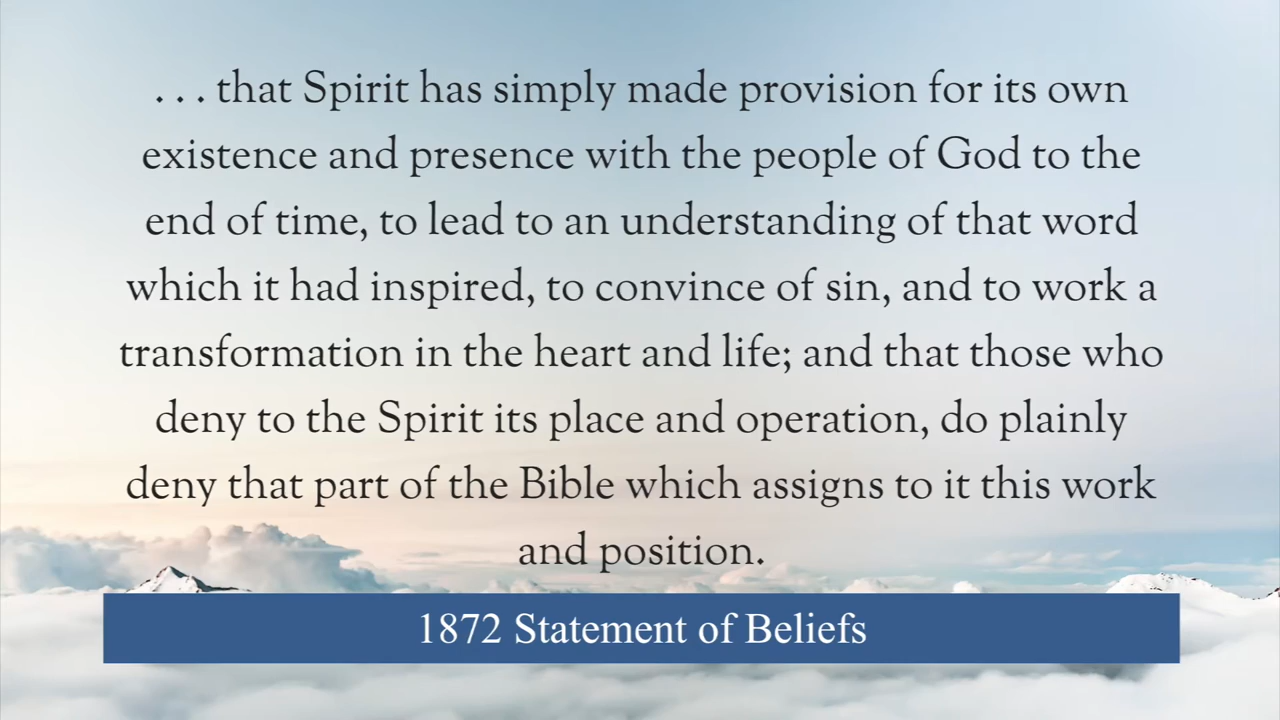 . . . that Spirit has simply made provision for its own
existence and presence with the people of God to the
end of time, to lead to an understanding of that word
which it had inspired, to convince of sin, and to work a
transformation in the heart and life; and that those who
deny to the Spirit its place and operation, do plainly
deny that part of the Bible which assigns to it this work
and position.
1872 Statement of Beliefs